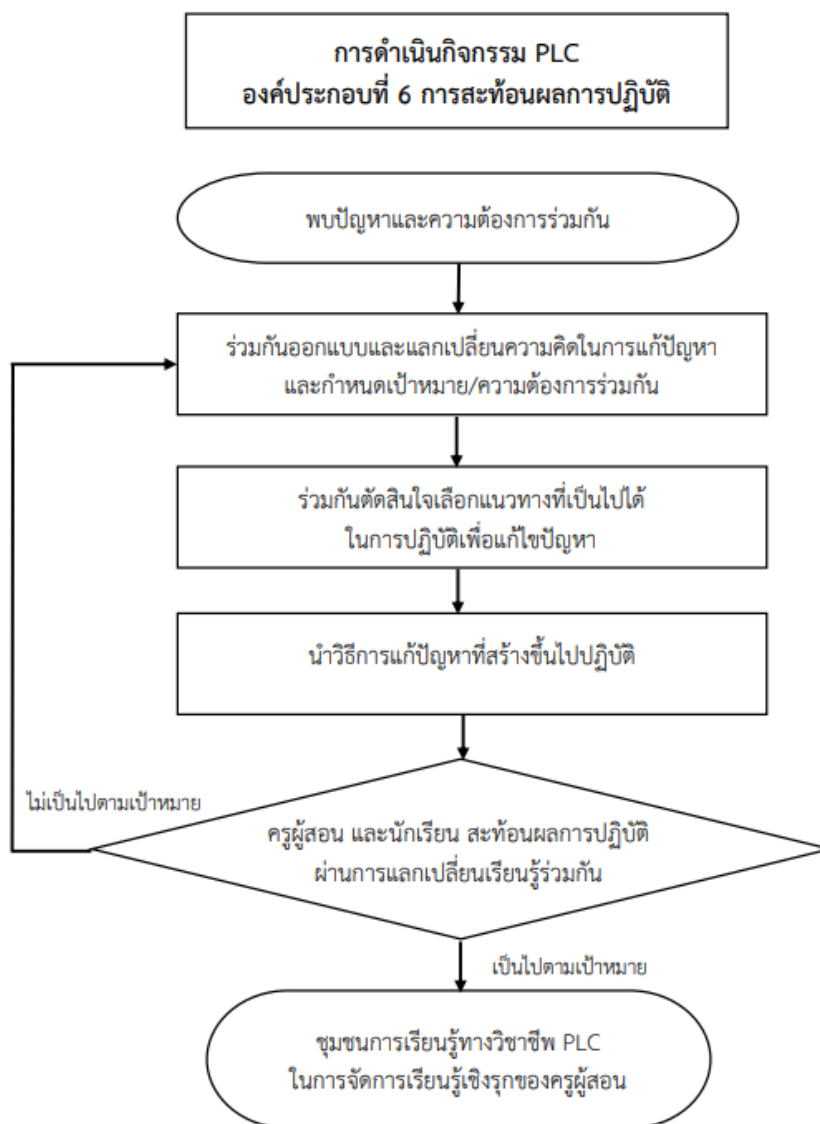 การดำเนินกิจกรรม PLC
องค์ประกอบที่ 6 การสะท้อนผลการปฏิบัติ
พบปัญหาและความต้องการร่วมกัน
ร่วมกันออกแบบและแลกเปลี่ยนความคิดในการแก้ปัญหา
และกำหนดเป้าหมาย/ความต้องการร่วมกัน
ร่วมกันตัดสินใจเลือกแนวทางที่เป็นไปได้
ในการปฏิบัติเพื่อแก้ไขปัญหา
นำวิธีการแก้ปัญหาที่สร้างขึ้นไปปฏิบัติ
ไม่เป็นไปตามเป้าหมาย
ครูผู้สอน และนักเรียน สะท้อนผลการปฏิบัติ
ผ่านการแลกเปลี่ยนเรียนรู้ร่วมกัน
เป็นไปตามเป้าหมาย
ชุมชนการเรียนรู้ทางวิชาชีพ PLC
ในการจัดการเรียนรู้เชิงรุกของครูผู้สอน